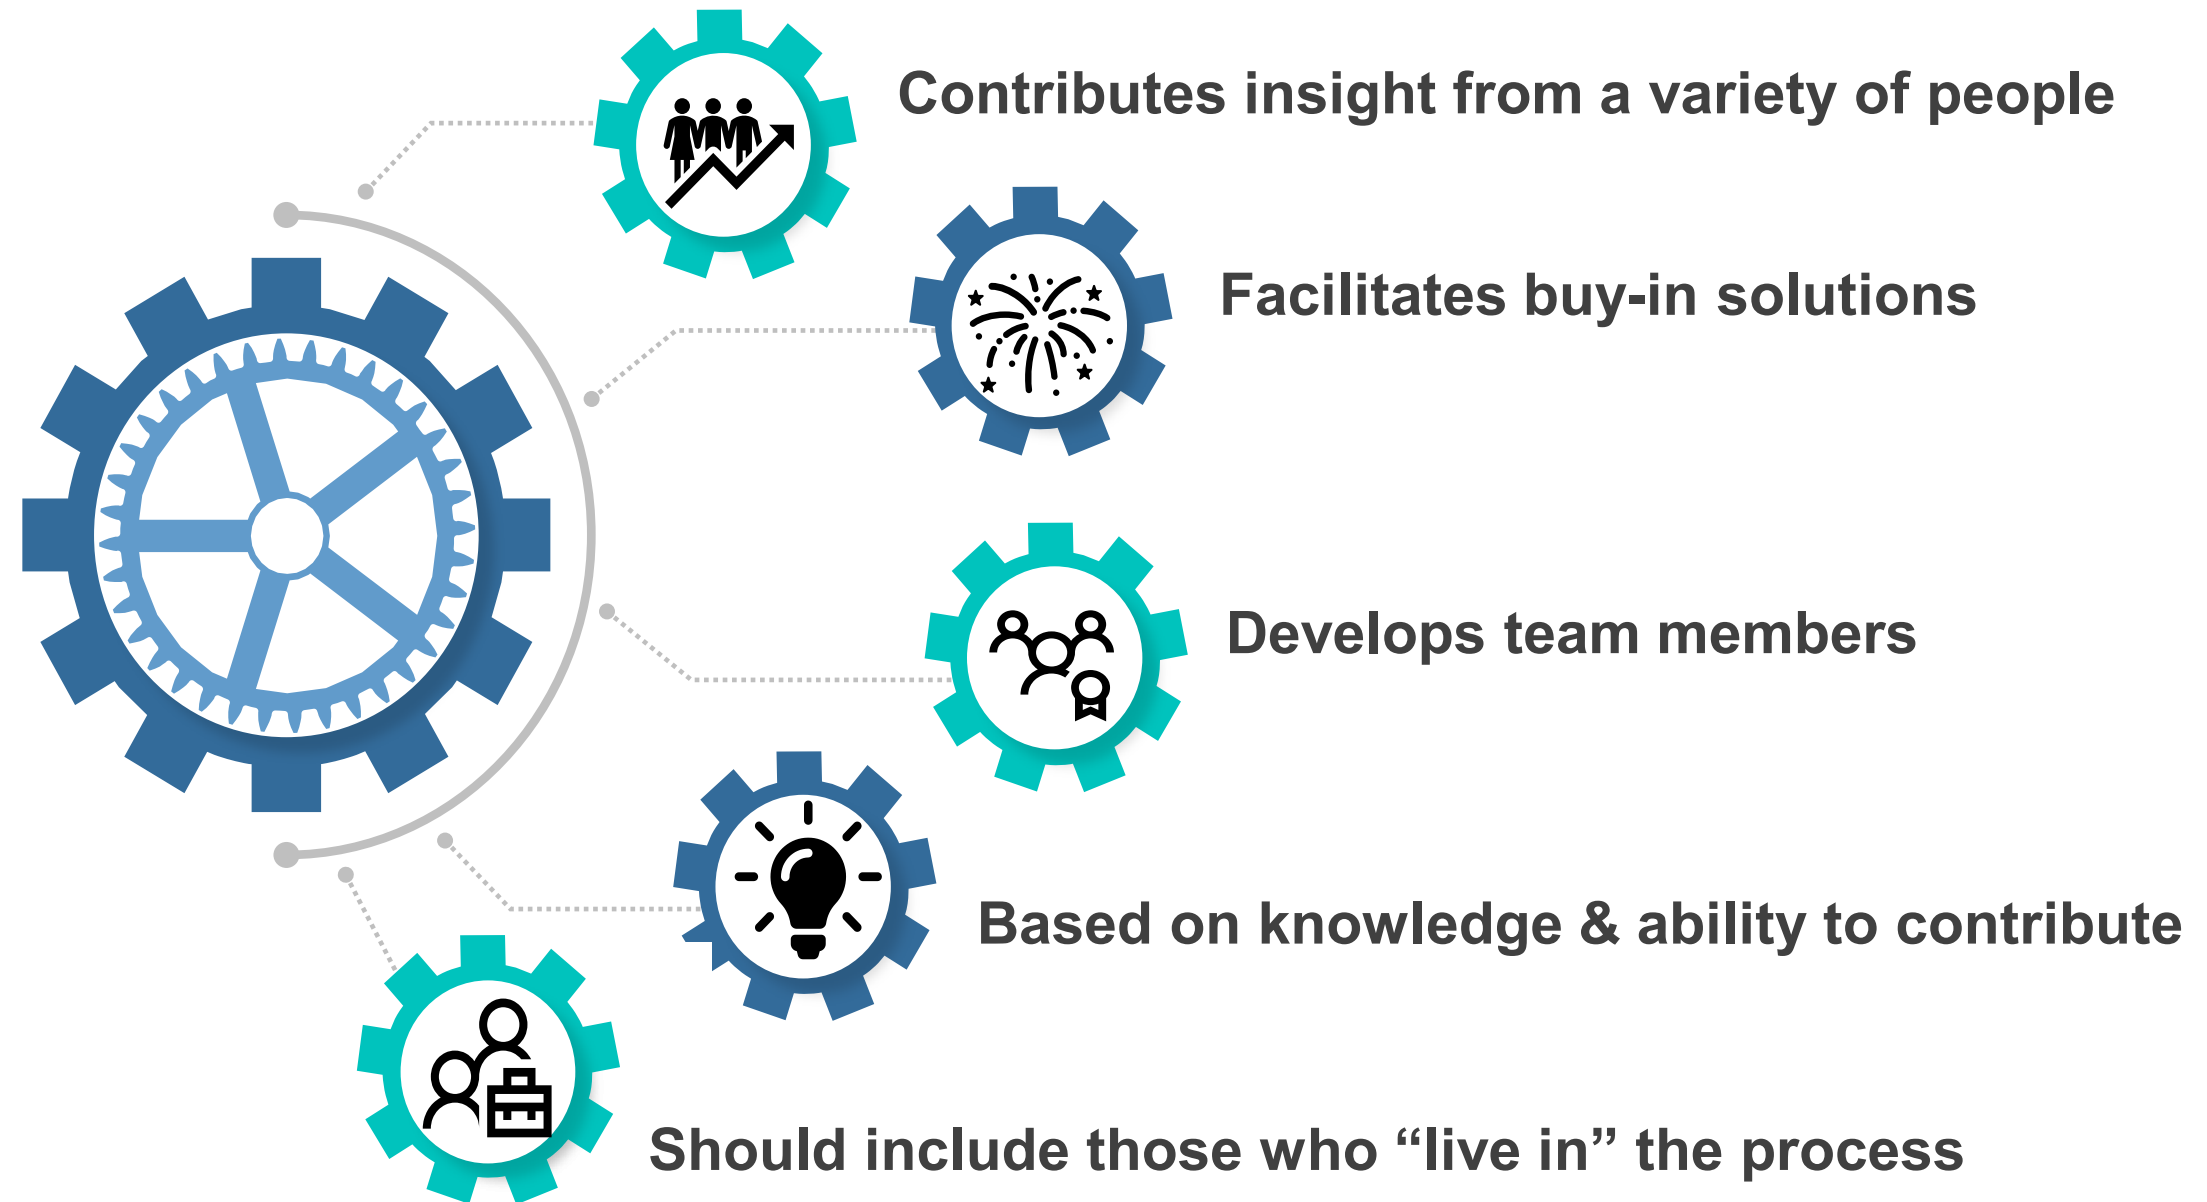 Contributes insight from a variety of people
Facilitates buy-in solutions
Develops team members
Based on knowledge & ability to contribute
Should include those who “live in” the process